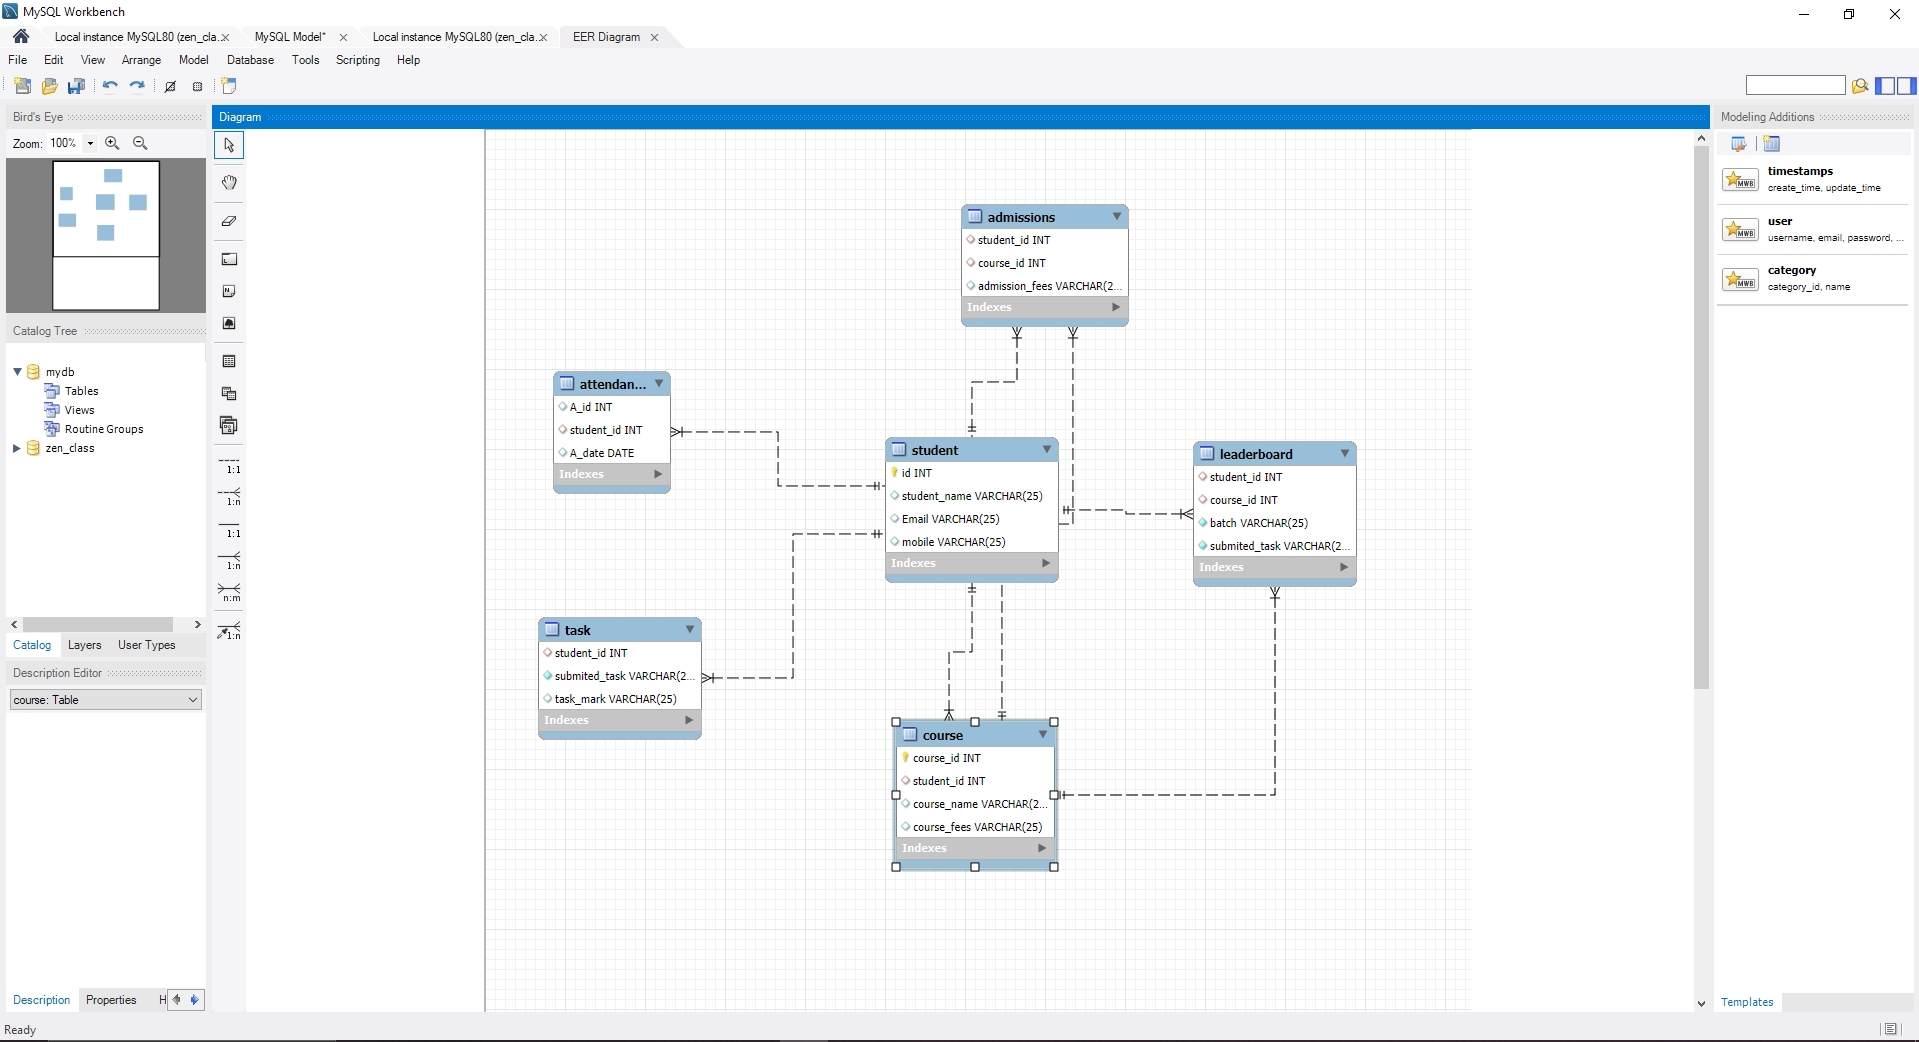 MySQL Workbench
Local instance MySQL80 (zen_cla...
MySQL Model*
Local instance MySQL80 (zen_cla...
EER Diagram
File Edit View Arrange Model Database Tools Scripting Help
Bird's Eye
Zoom: 100%
Catalog Tree
mydb
Tables
Views
Routine Groups
zen_class
Catalog Layers User Types
Description Editor
course: Table
Description Properties H
Ready
Diagram
1:1
1:n
1:1
1:n
n:m
1:n
admissions
student_id INT
course_id INT
admission_fees VARCHAR(2...
Indexes
attendan...
A_id INT
student_id INT
A_date DATE
Indexes
student
id INT
student_name VARCHAR(25)
Email VARCHAR(25)
mobile VARCHAR(25)
Indexes
leaderboard
student_id INT
course_id INT
batch VARCHAR(25)
submited_task VARCHAR(2...
Indexes
task
student_id INT
submited_task VARCHAR(2...
task_mark VARCHAR(25)
Indexes
course
course_id INT
student_id INT
course_name VARCHAR(2...
course_fees VARCHAR(25)
Indexes
Modeling Additions
MWB
timestamps
create_time, update_time
MWB
user
username, email, password, ...
MWB
category
category_id, name
Templates